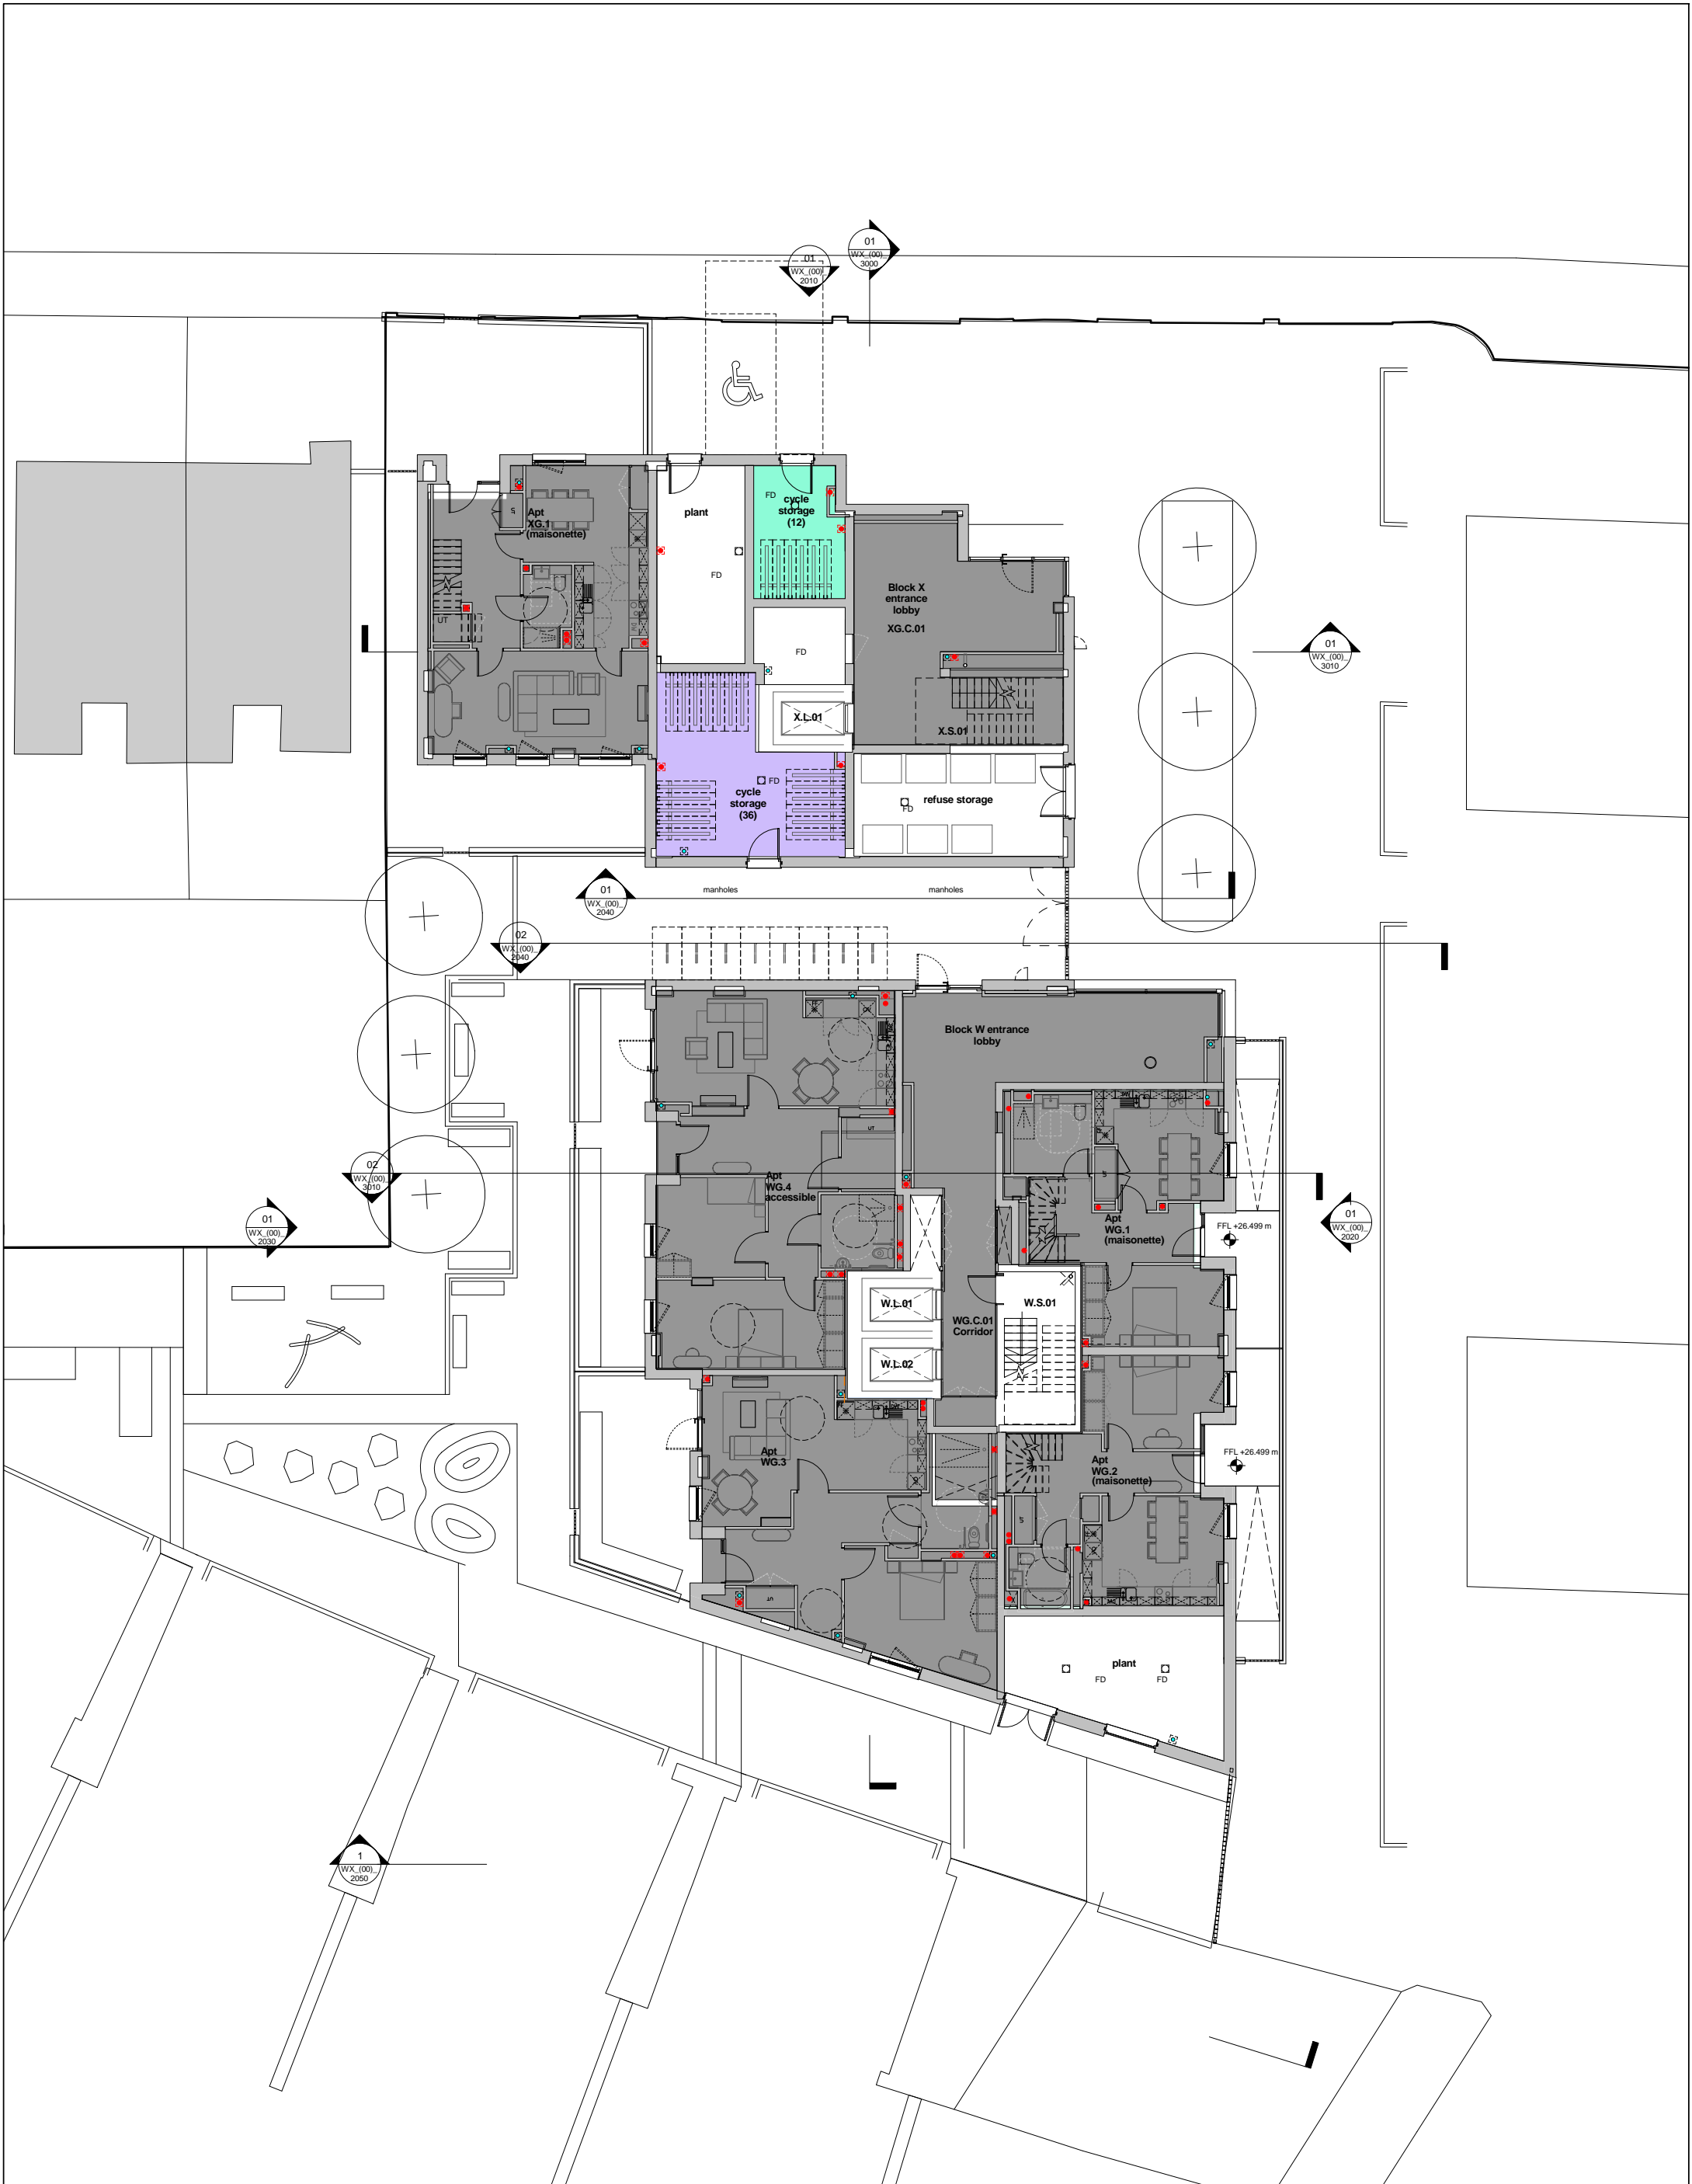 01
WX_(00)_
3000
01
WX_(00)_
2010
Apt
XG.1
(maisonette)
S
UT
plant
FD
FD
cycle
storage
(12)
FD
Block X
entrance
lobby
XG.C.01
01
WX_(00)_
3010
X.L.01
X.S.01
FD
cycle
storage
(36)
refuse storage
FD
manholes
manholes
01
WX_(00)_
2040
02
WX_(00)_
2040
Block W entrance
lobby
UT
02
WX_(00)_
3010
Apt
WG.4
accessible
S
Apt
WG.1
(maisonette)
FFL +26.499 m
01
WX_(00)_
2020
01
WX_(00)_
2030
W.L.01
W.S.01
WG.C.01
Corridor
W.L.02
Apt
WG.3
Apt
WG.2
(maisonette)
FFL +26.499 m
UT
UT
plant
FD
FD
1
WX_(00)_
2050